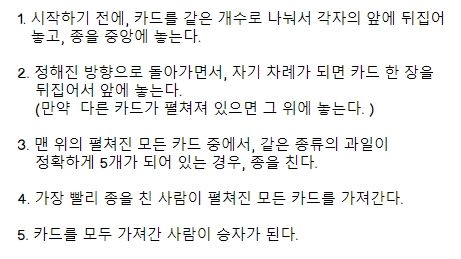 1. 시작하기 전에, 카드를 같은 개수로 나눠서 각자의 앞에 뒤집어
놓고, 종을 중앙에 놓는다.
2. 정해진 방향으로 돌아가면서, 자기 차례가 되면 카드 한 장을
뒤집어서 앞에 놓는다.
(만약 다른 카드가 펼쳐져 있으면 그 위에 놓는다. )
3. 맨 위의 펼쳐진 모든 카드 중에서, 같은 종류의 과일이
정확하게 5개가 되어 있는 경우, 종을 친다.
4. 가장 빨리 종을 친 사람이 펼쳐진 모든 카드를 가져간다.
5. 카드를 모두 가져간 사람이 승자가 된다.